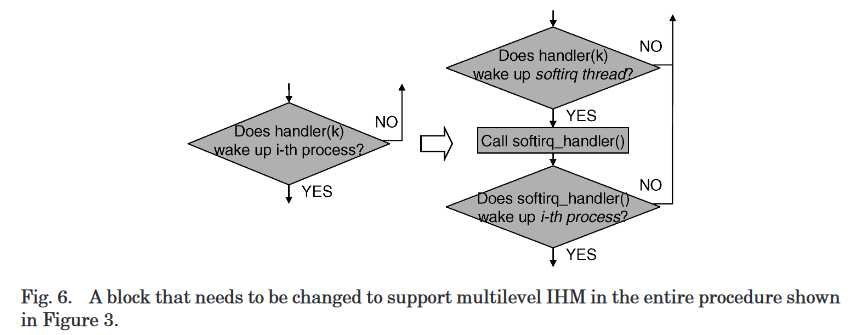 Does handler(k)
wake up i-th process?
NO
YES
Does handler(k)
wake up softirq thread?
NO
YES
Call softirq_handler()
Does softirq_handler()
wake up i-th process?
NO
YES
Fig. 6. A block that needs to be changed to support multilevel IHM in the entire procedure shown
in Figure 3.